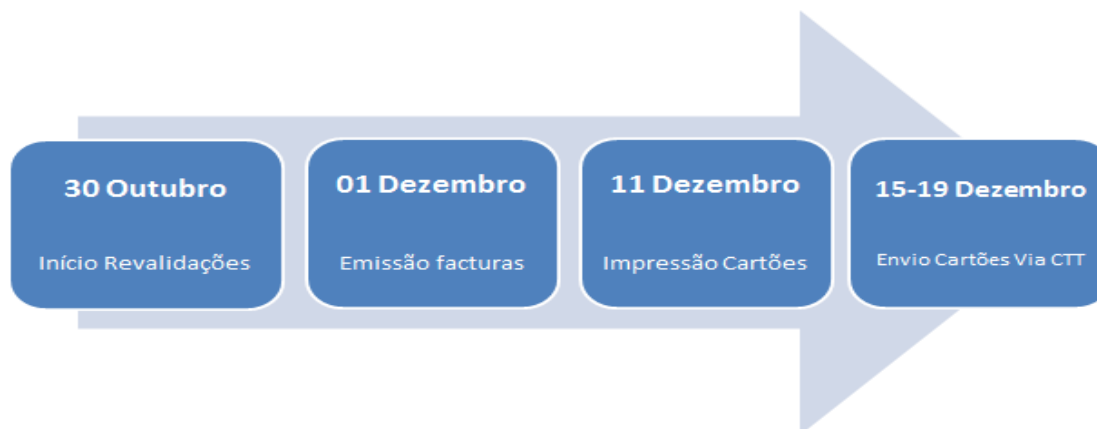 30 Outubro
Início Revalidações
01 Dezembro
Emissão facturas
11 Dezembro
Impressão Cartões
15-19 Dezembro
Envio Cartões Via CTT